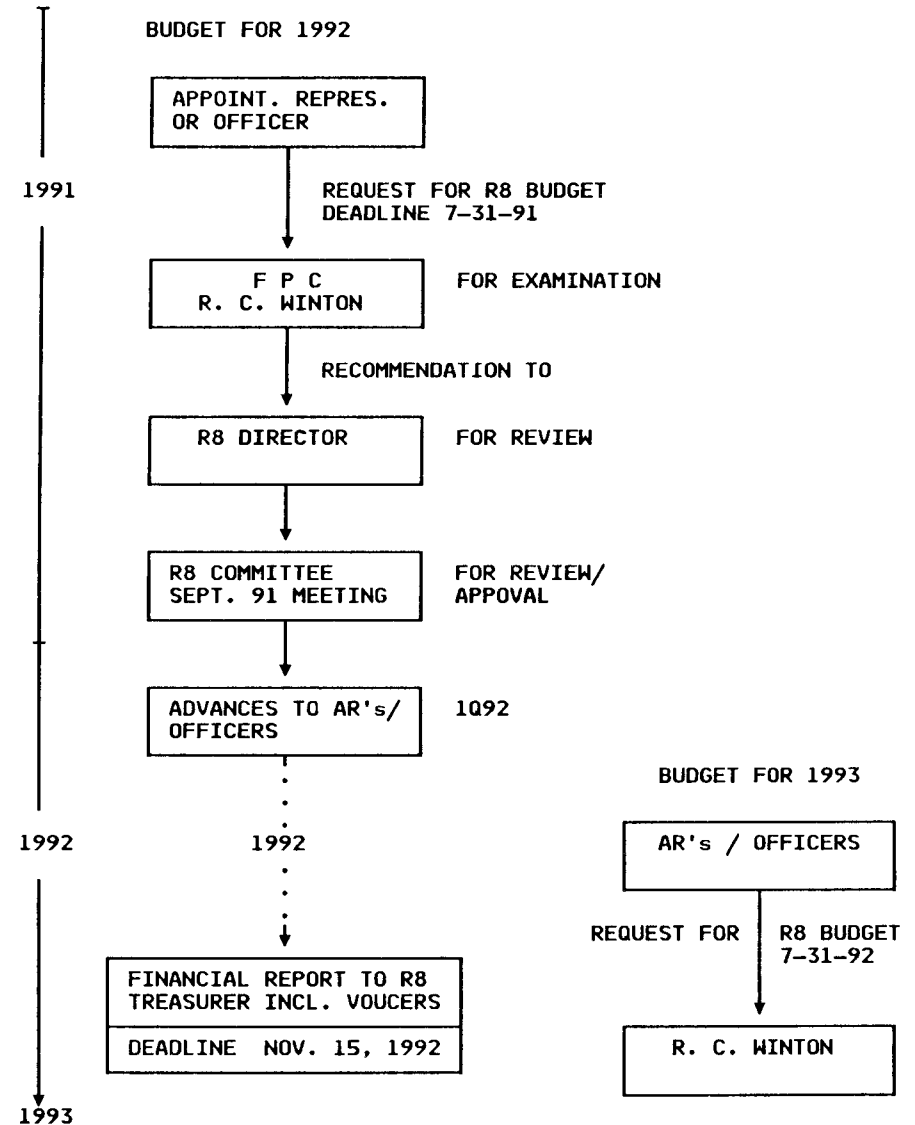 BUDGET FOR 1992
APPOINT. REPRES.
OR OFFICER
1991
REQUEST FOR R8 BUDGET
DEADLINE 7-31-91
F P C
R. C. WINTON
FOR EXAMINATION
RECOMMENDATION TO
R8 DIRECTOR
FOR REVIEW
R8 COMMITTEE
SEPT. 91 MEETING
FOR REVIEW/
APPOVAL
ADVANCES TO AR's/
OFFICERS
1Q92
1992
1992
FINANCIAL REPORT TO R8
TREASURER INCL. VOUCERS
DEADLINE NOV. 15, 1992
1993
BUDGET FOR 1993
AR's / OFFICERS
REQUEST FOR R8 BUDGET
7-31-92
R. C. WINTON